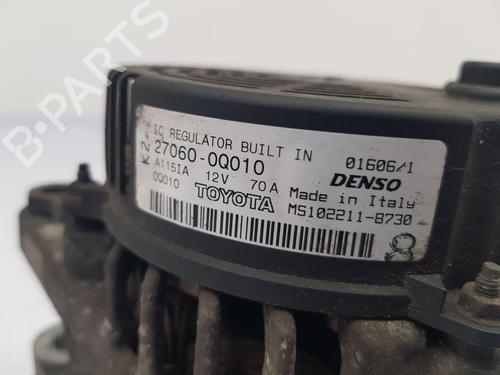 B-PARTS
IC REGULATOR BUILT IN
K2
27060-0Q010 01606/1
A115IA 12V 70A DENSO
0Q010 TOYOTA Made in Italy
MS102211-8730
8